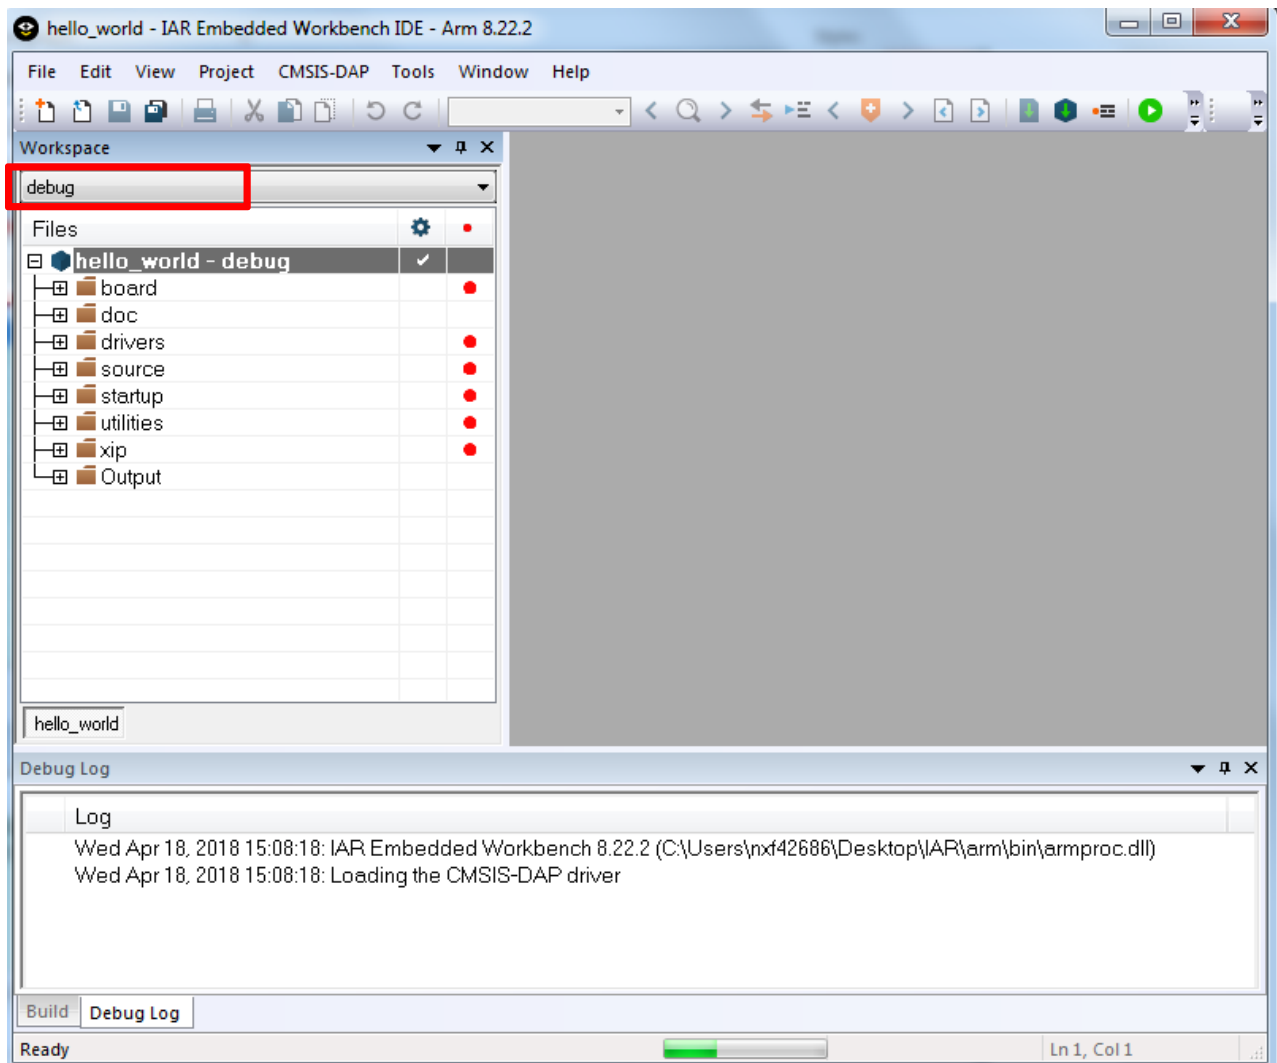 hello_world - IAR Embedded Workbench IDE - Arm 8.22.2
File Edit View Project CMSIS-DAP Tools Window Help
Workspace
debug
Files
hello_world - debug
board
doc
drivers
source
startup
utilities
xip
Output
hello_world
Debug Log
Log
Wed Apr 18, 2018 15:08:18: IAR Embedded Workbench 8.22.2 (C:\Users\nxf42686\Desktop\IAR\arm\bin\armproc.dll)
Wed Apr 18, 2018 15:08:18: Loading the CMSIS-DAP driver
Build Debug Log
Ready Ln 1, Col 1